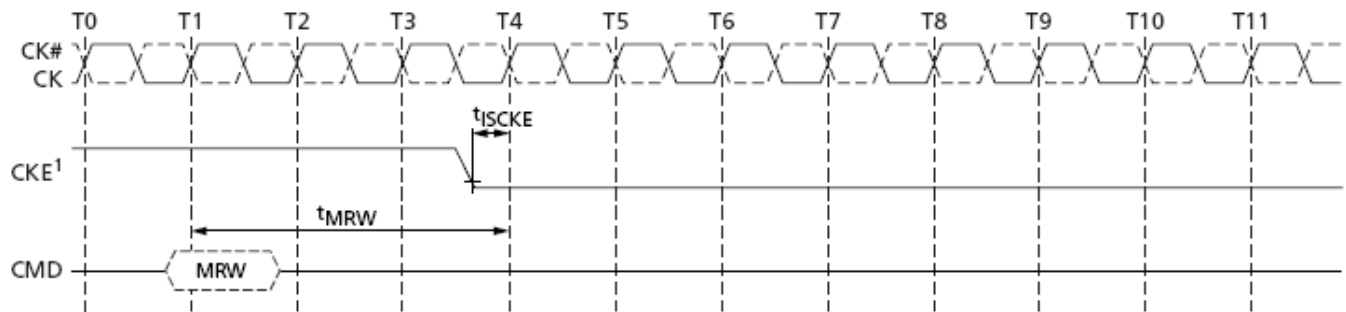 T0 T1 T2 T3 T4 T5 T6 T7 T8 T9 T10 T11
CK#
CK
tISCKE
CKE1
tMRW
CMD MRW